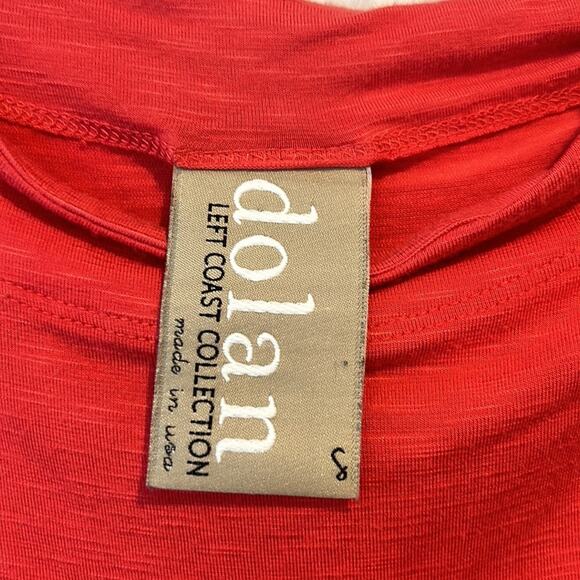 dolan
LEFT COAST COLLECTION
made in usa
S